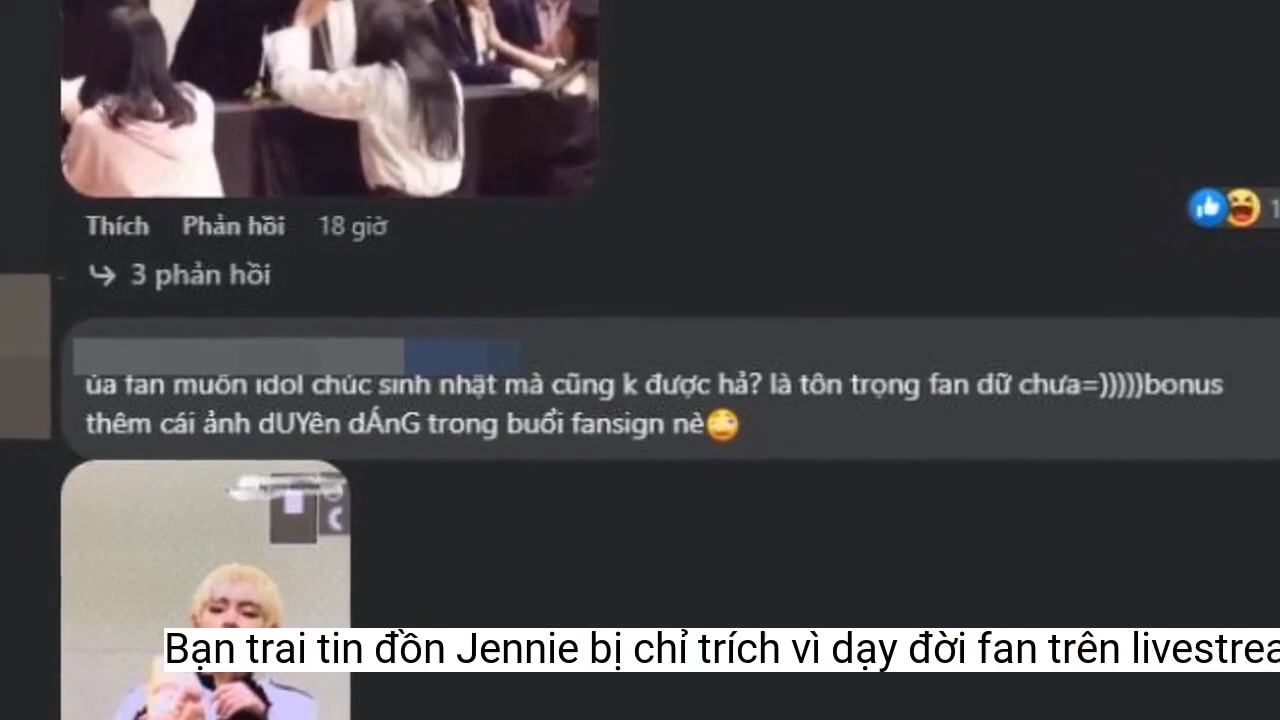 Thích Phản hồi 18 giờ
3 phản hồi
ủa fan muốn idol chúc sinh nhật mà cũng k được hả? là tôn trọng fan dữ chưa=)))))bonus
thêm cái ảnh dUYên dÁnG trong buổi fansign nè
Bạn trai tin đồn Jennie bị chỉ trích vì dạy đời fan trên livestrea